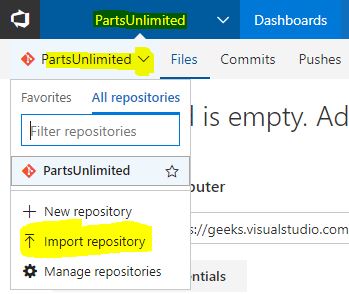 PartsUnlimited Dashboards
PartsUnlimited Files Commits Pushes
Favorites All repositories
l is empty. Ad
Filter repositories
PartsUnlimited
puter
New repository
s://geeks.visualstudio.com
Import repository
Manage repositories
entials